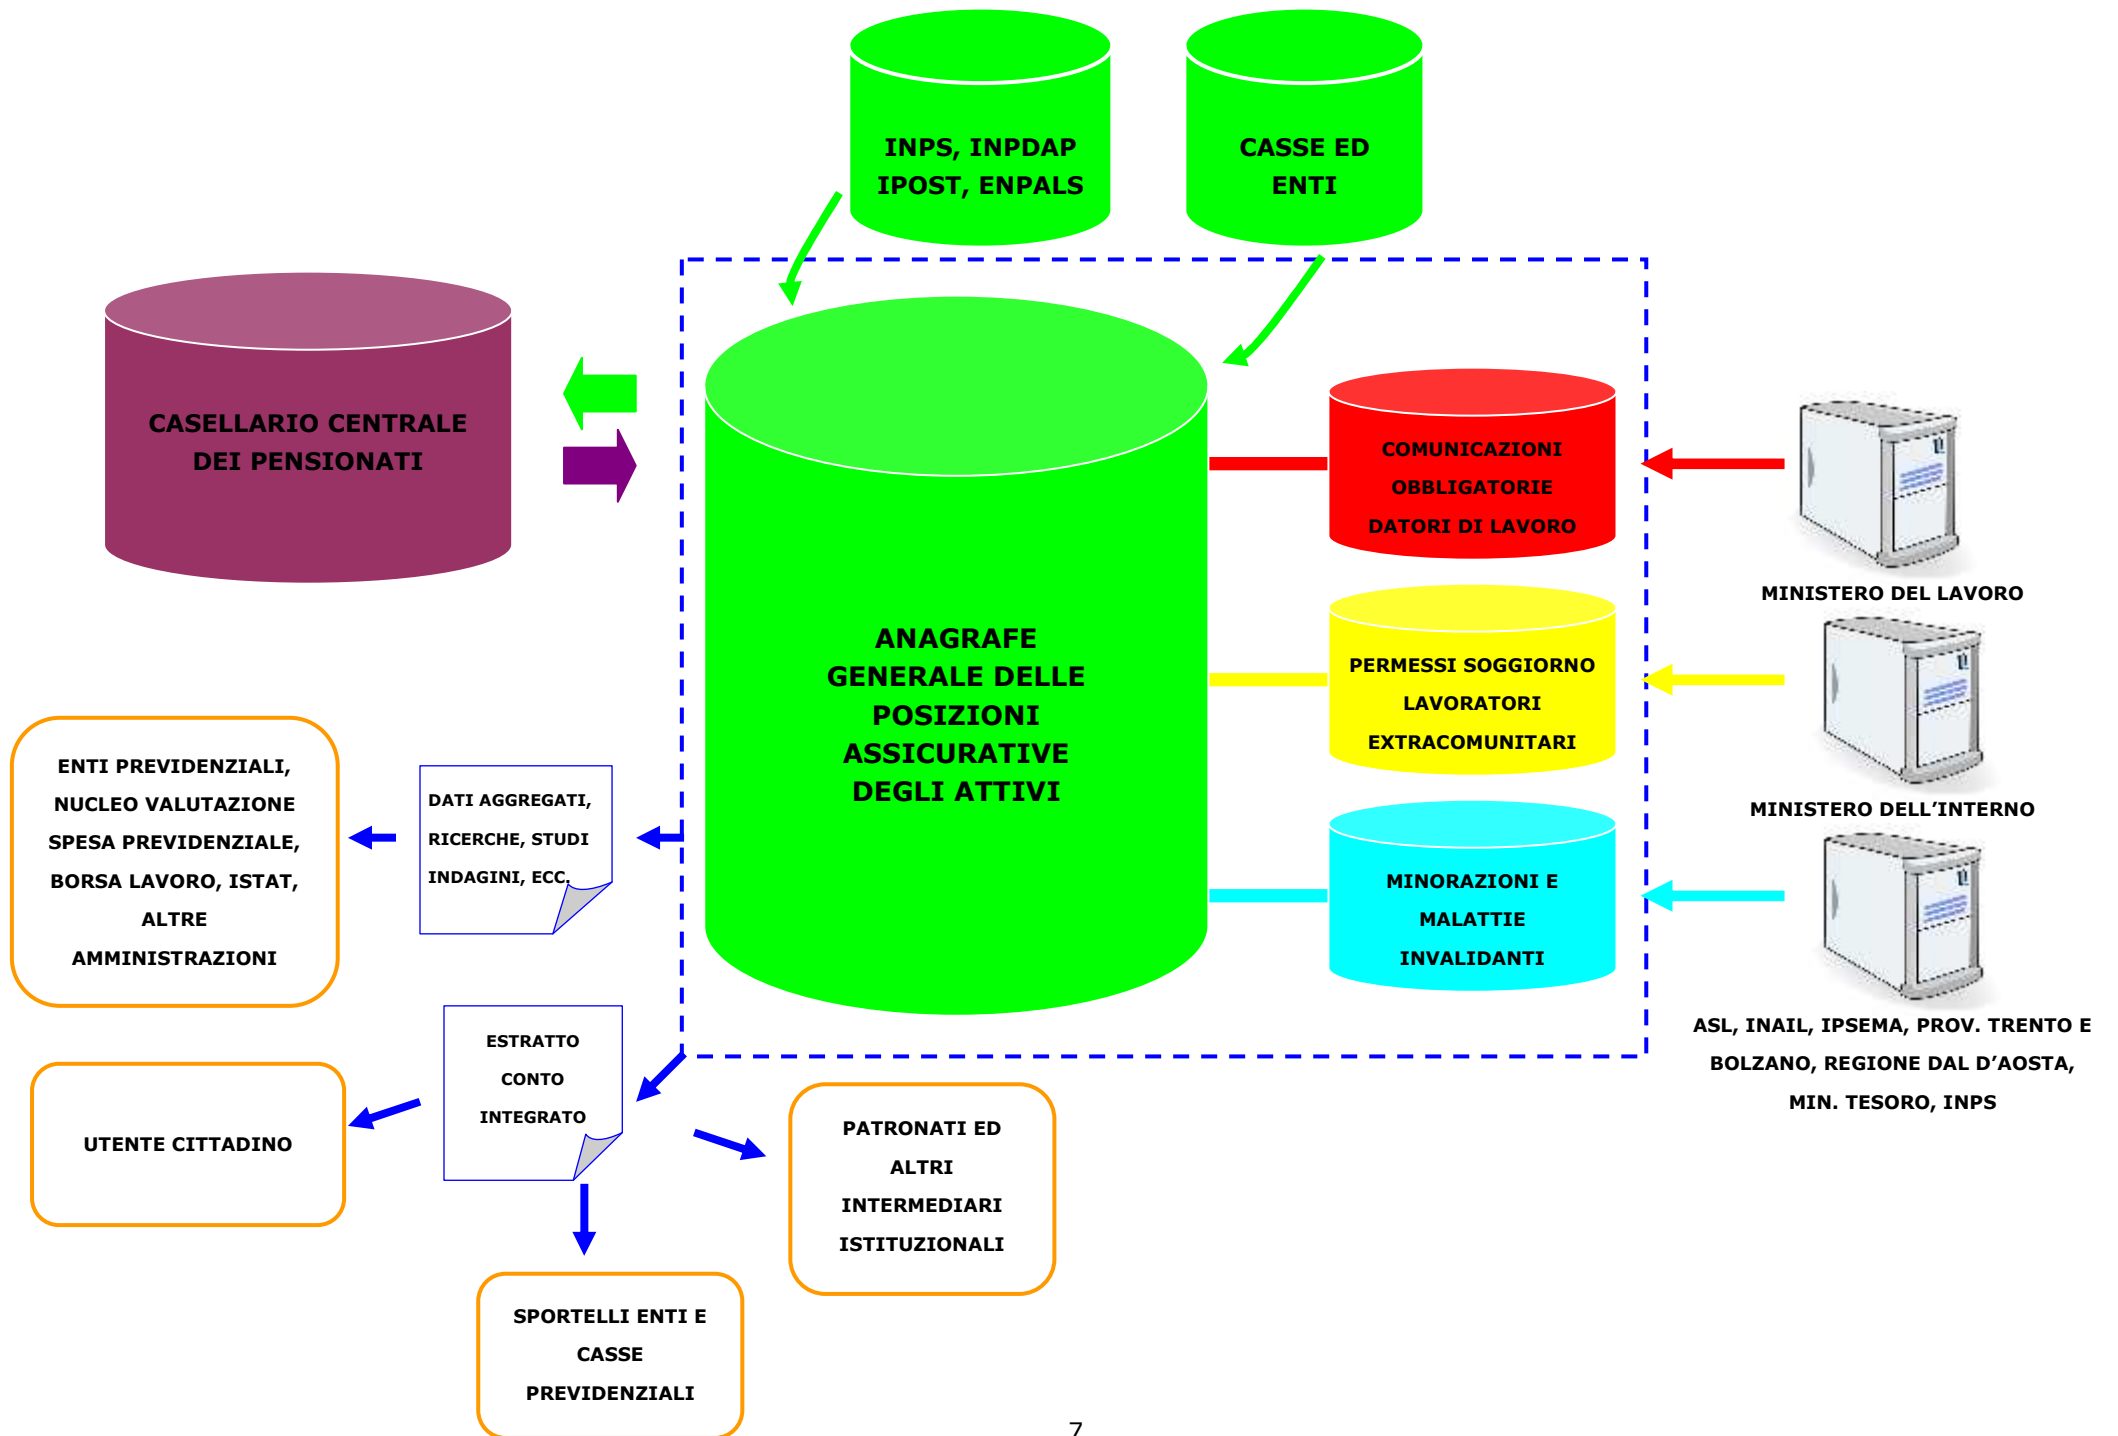 INPS, INPDAP
IPOST, ENPALS
CASSE ED
ENTI
CASELLARIO CENTRALE
DEI PENSIONATI
ANAGRAFE
GENERALE DELLE
POSIZIONI
ASSICURATIVE
DEGLI ATTIVI
COMUNICAZIONI
OBBLIGATORIE
DATORI DI LAVORO
MINISTERO DEL LAVORO
PERMESSI SOGGIORNO
LAVORATORI
EXTRACOMUNITARI
MINISTERO DELL’INTERNO
MINORAZIONI E
MALATTIE
INVALIDANTI
ASL, INAIL, IPSEMA, PROV. TRENTO E
BOLZANO, REGIONE DAL D’AOSTA,
MIN. TESORO, INPS
ENTI PREVIDENZIALI,
NUCLEO VALUTAZIONE
SPESA PREVIDENZIALE,
BORSA LAVORO, ISTAT,
ALTRE
AMMINISTRAZIONI
DATI AGGREGATI,
RICERCHE, STUDI
INDAGINI, ECC.
ESTRATTO
CONTO
INTEGRATO
UTENTE CITTADINO
PATRONATI ED
ALTRI
INTERMEDIARI
ISTITUZIONALI
SPORTELLI ENTI E
CASSE
PREVIDENZIALI
7